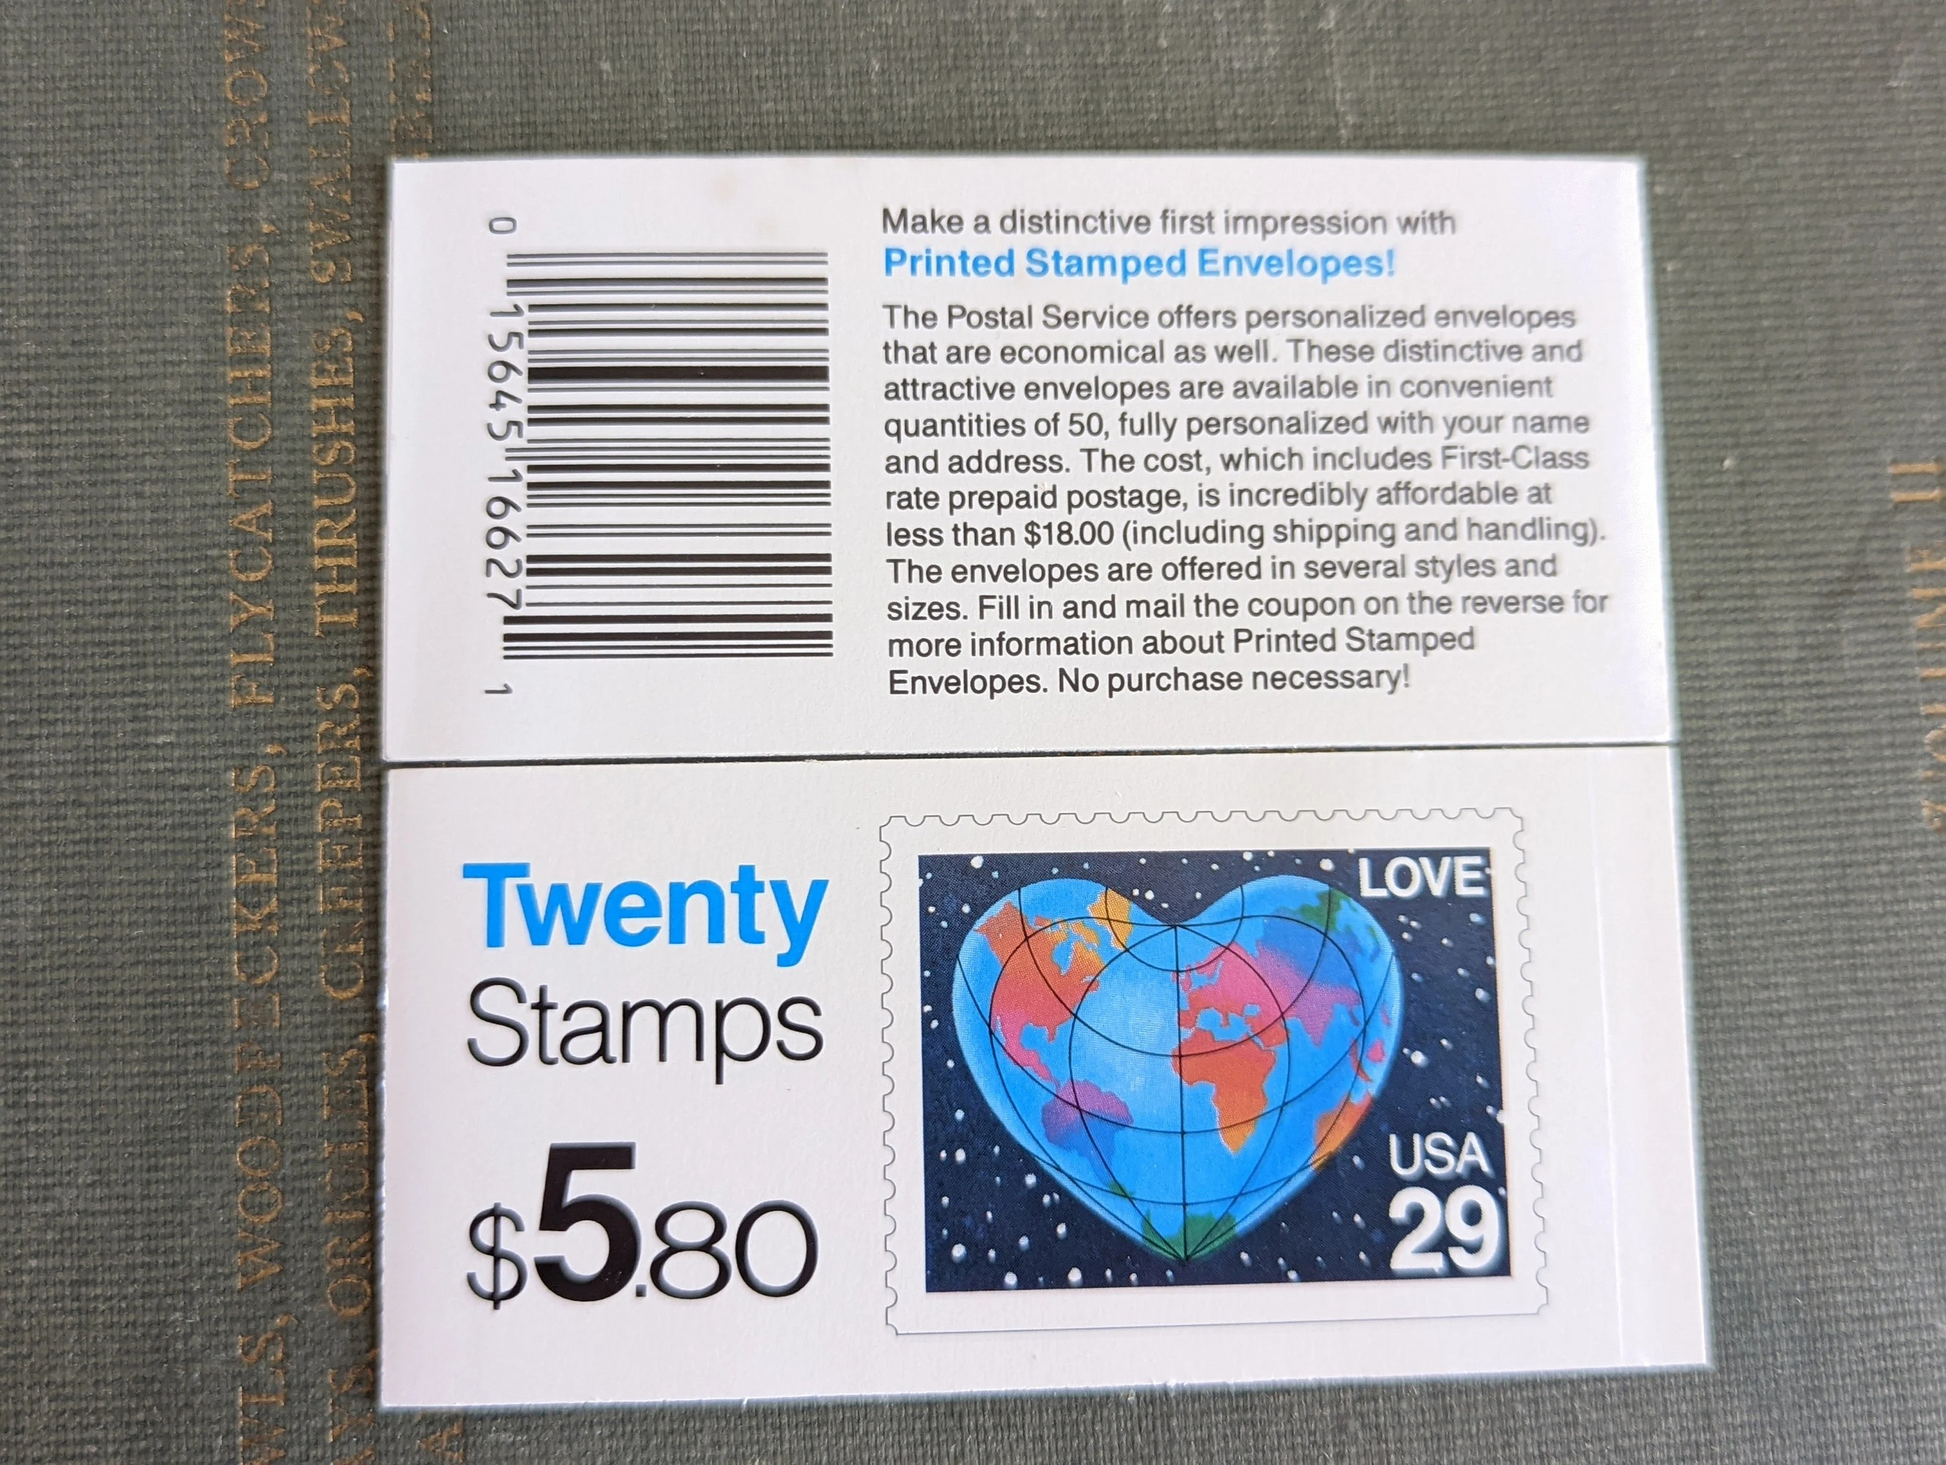 0 15645 16627 1
Make a distinctive first impression with
Printed Stamped Envelopes!
The Postal Service offers personalized envelopes
that are economical as well. These distinctive and
attractive envelopes are available in convenient
quantities of 50, fully personalized with your name
and address. The cost, which includes First-Class
rate prepaid postage, is incredibly affordable at
less than $18.00 (including shipping and handling).
The envelopes are offered in several styles and
sizes. Fill in and mail the coupon on the reverse for
more information about Printed Stamped
Envelopes. No purchase necessary!
Twenty
Stamps
$5.80
LOVE
USA
29
WOODPECKERS, FLYCATCHERS, CROWS
ORIOLES, CREEPERS, THRUSHES,
VOLUME II